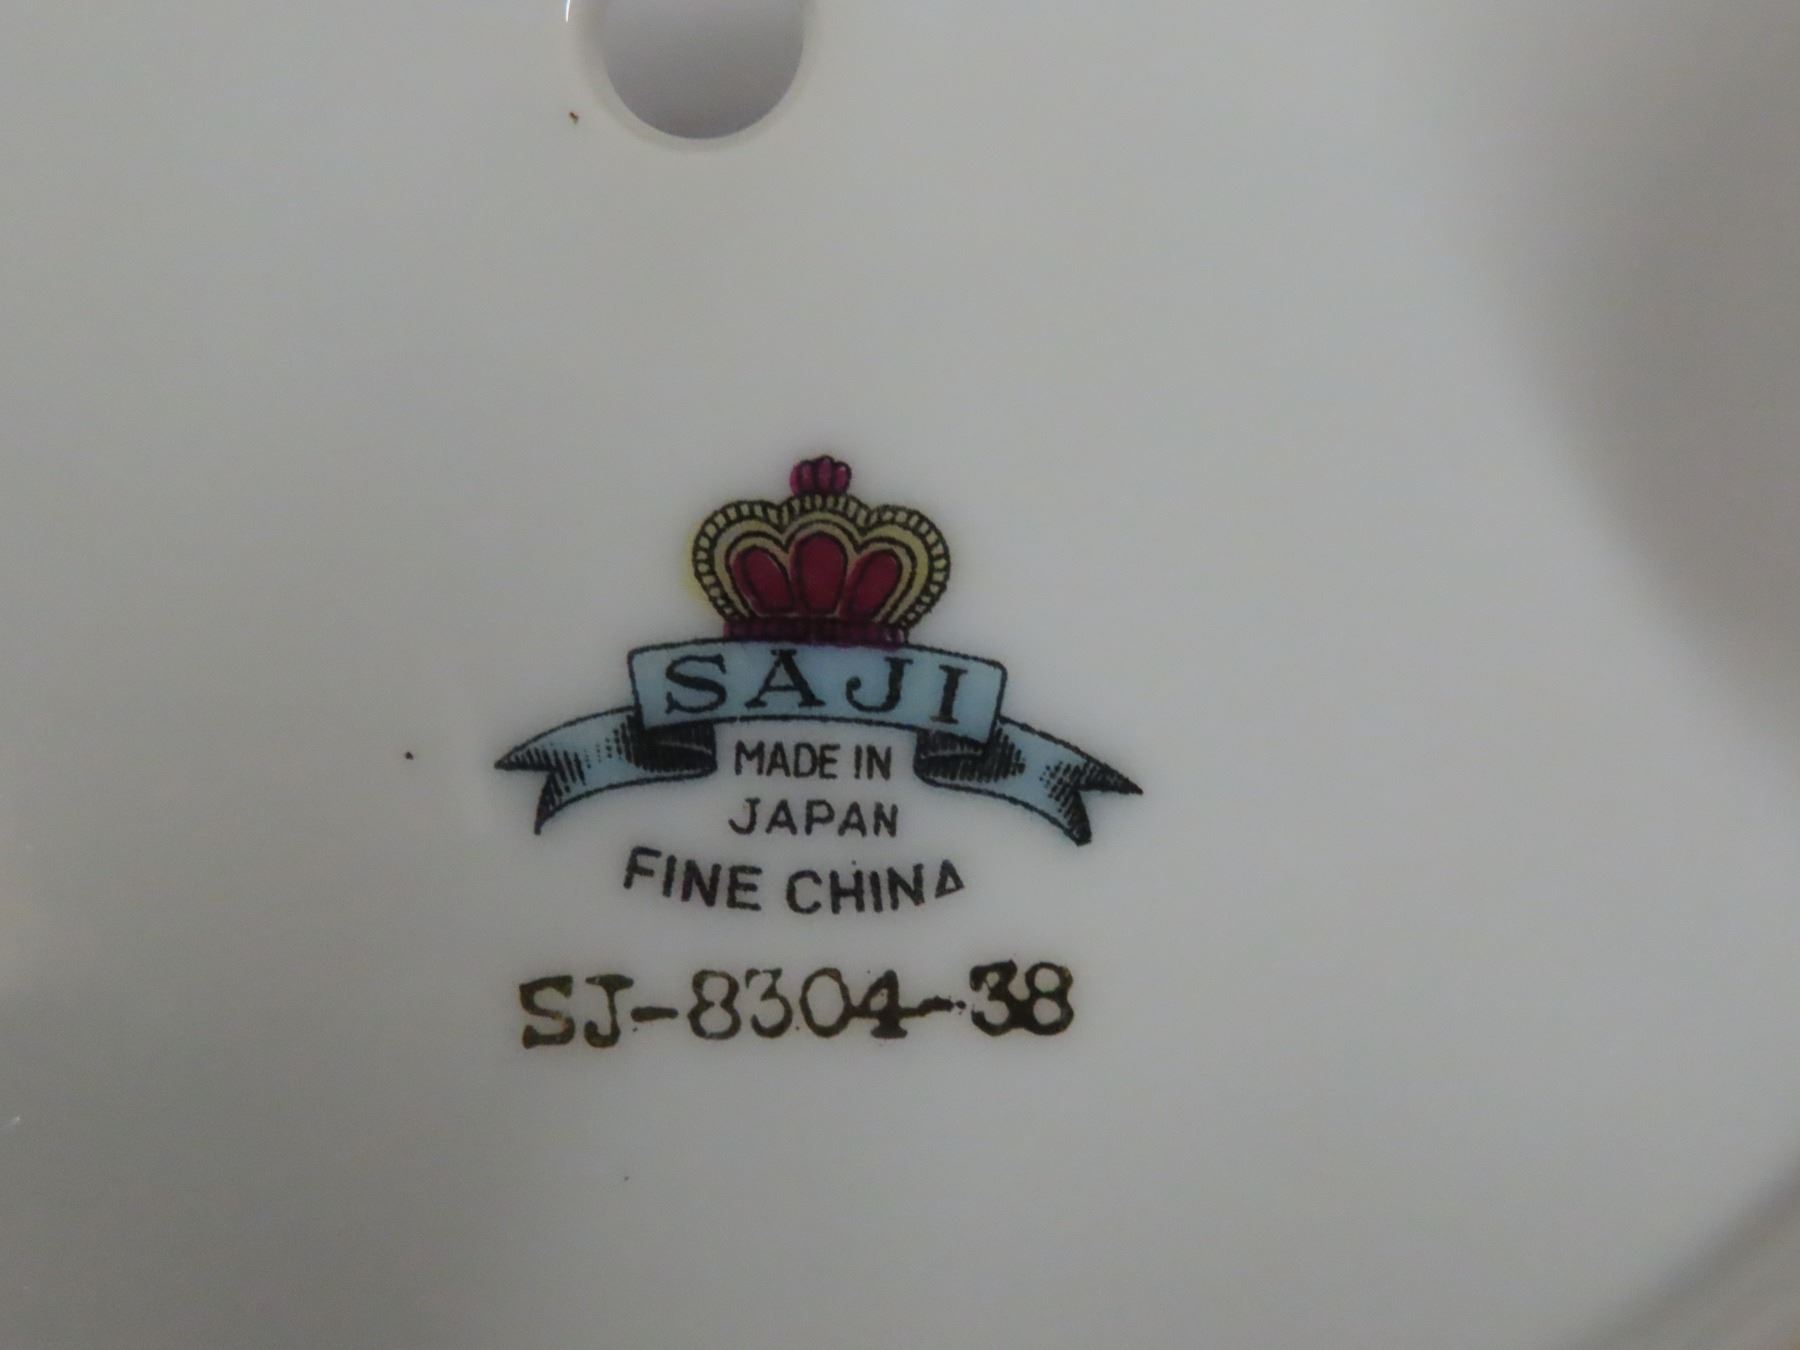 SAJI
MADE IN
JAPAN
FINE CHINA
SJ-8304-38